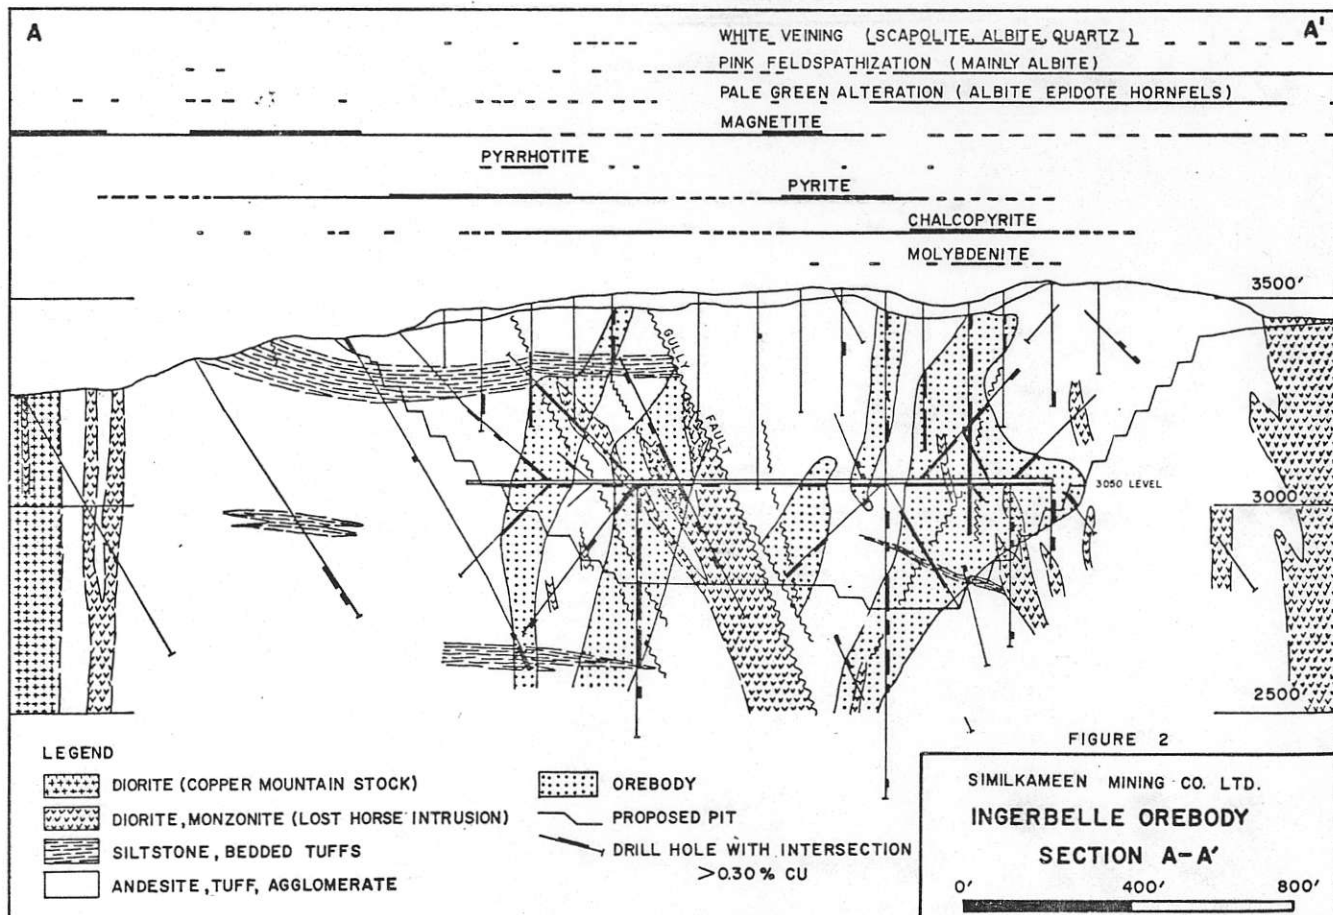 A
A'
WHITE VEINING (SCAPOLITE, ALBITE, QUARTZ)
PINK FELDSPATHIZATION (MAINLY ALBITE)
PALE GREEN ALTERATION (ALBITE EPIDOTE HORNFELS)
MAGNETITE
PYRRHOTITE
PYRITE
CHALCOPYRITE
MOLYBDENITE
3500'
GULLY FAULT
3050 LEVEL
3000
2500
LEGEND
DIORITE (COPPER MOUNTAIN STOCK)
DIORITE, MONZONITE (LOST HORSE INTRUSION)
SILTSTONE, BEDDED TUFFS
ANDESITE, TUFF, AGGLOMERATE
OREBODY
PROPOSED PIT
DRILL HOLE WITH INTERSECTION
>0.30 % CU
FIGURE 2
SIMILKAMEEN MINING CO. LTD.
INGERBELLE OREBODY
SECTION A-A'
0' 400' 800'